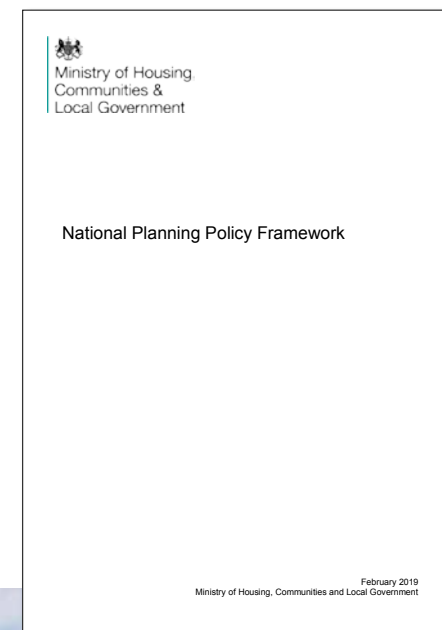 Ministry of Housing,
Communities &
Local Government
National Planning Policy Framework
February 2019
Ministry of Housing, Communities and Local Government